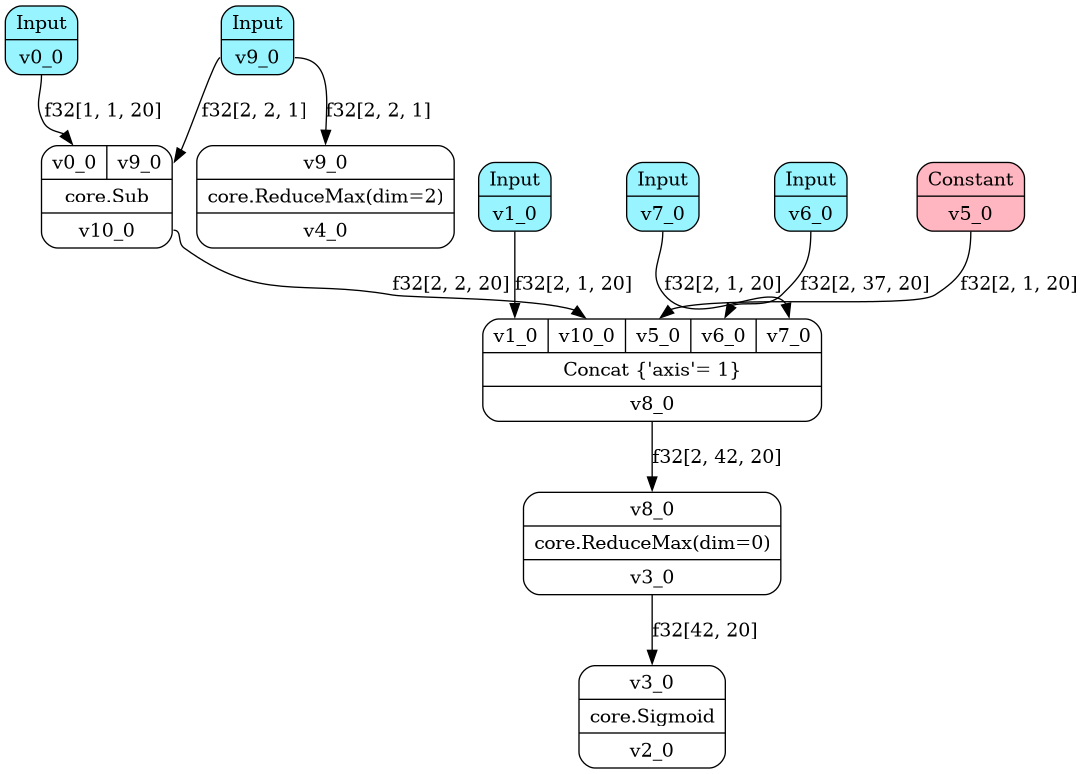 Input
v0_0
Input
v9_0
f32[1, 1, 20]
f32[2, 2, 1]
f32[2, 2, 1]
v0_0 v9_0
core.Sub
v10_0
v9_0
core.ReduceMax(dim=2)
v4_0
Input
v1_0
Input
v7_0
Input
v6_0
Constant
v5_0
f32[2, 2, 20]
f32[2, 1, 20]
f32[2, 1, 20]
f32[2, 37, 20]
f32[2, 1, 20]
v1_0 v10_0 v5_0 v6_0 v7_0
Concat {'axis'= 1}
v8_0
f32[2, 42, 20]
v8_0
core.ReduceMax(dim=0)
v3_0
f32[42, 20]
v3_0
core.Sigmoid
v2_0